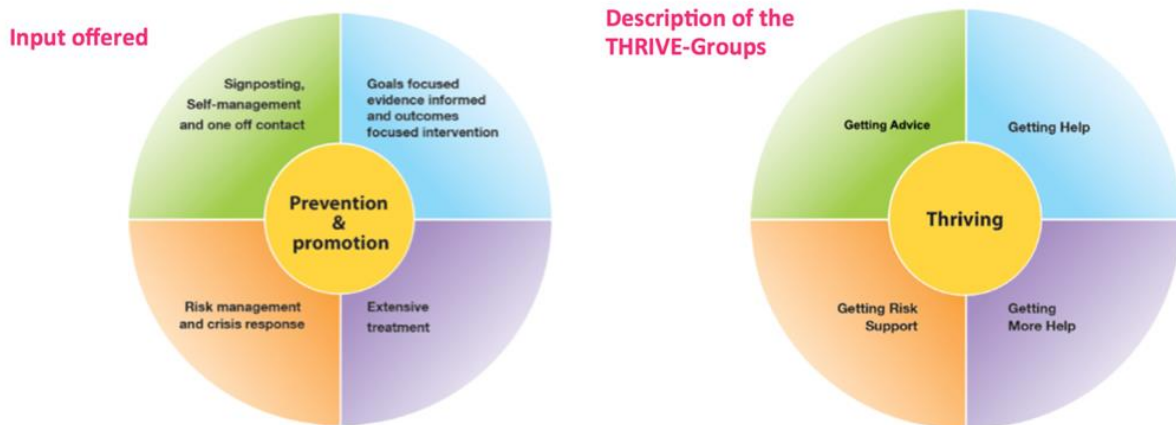 Input offered
Signposting,
Self-management
and one off contact
Goals focused
evidence informed
and outcomes
focused intervention
Prevention
&
promotion
Risk management
and crisis response
Extensive
treatment
Description of the
THRIVE-Groups
Getting Advice
Getting Help
Thriving
Getting Risk
Support
Getting
More Help